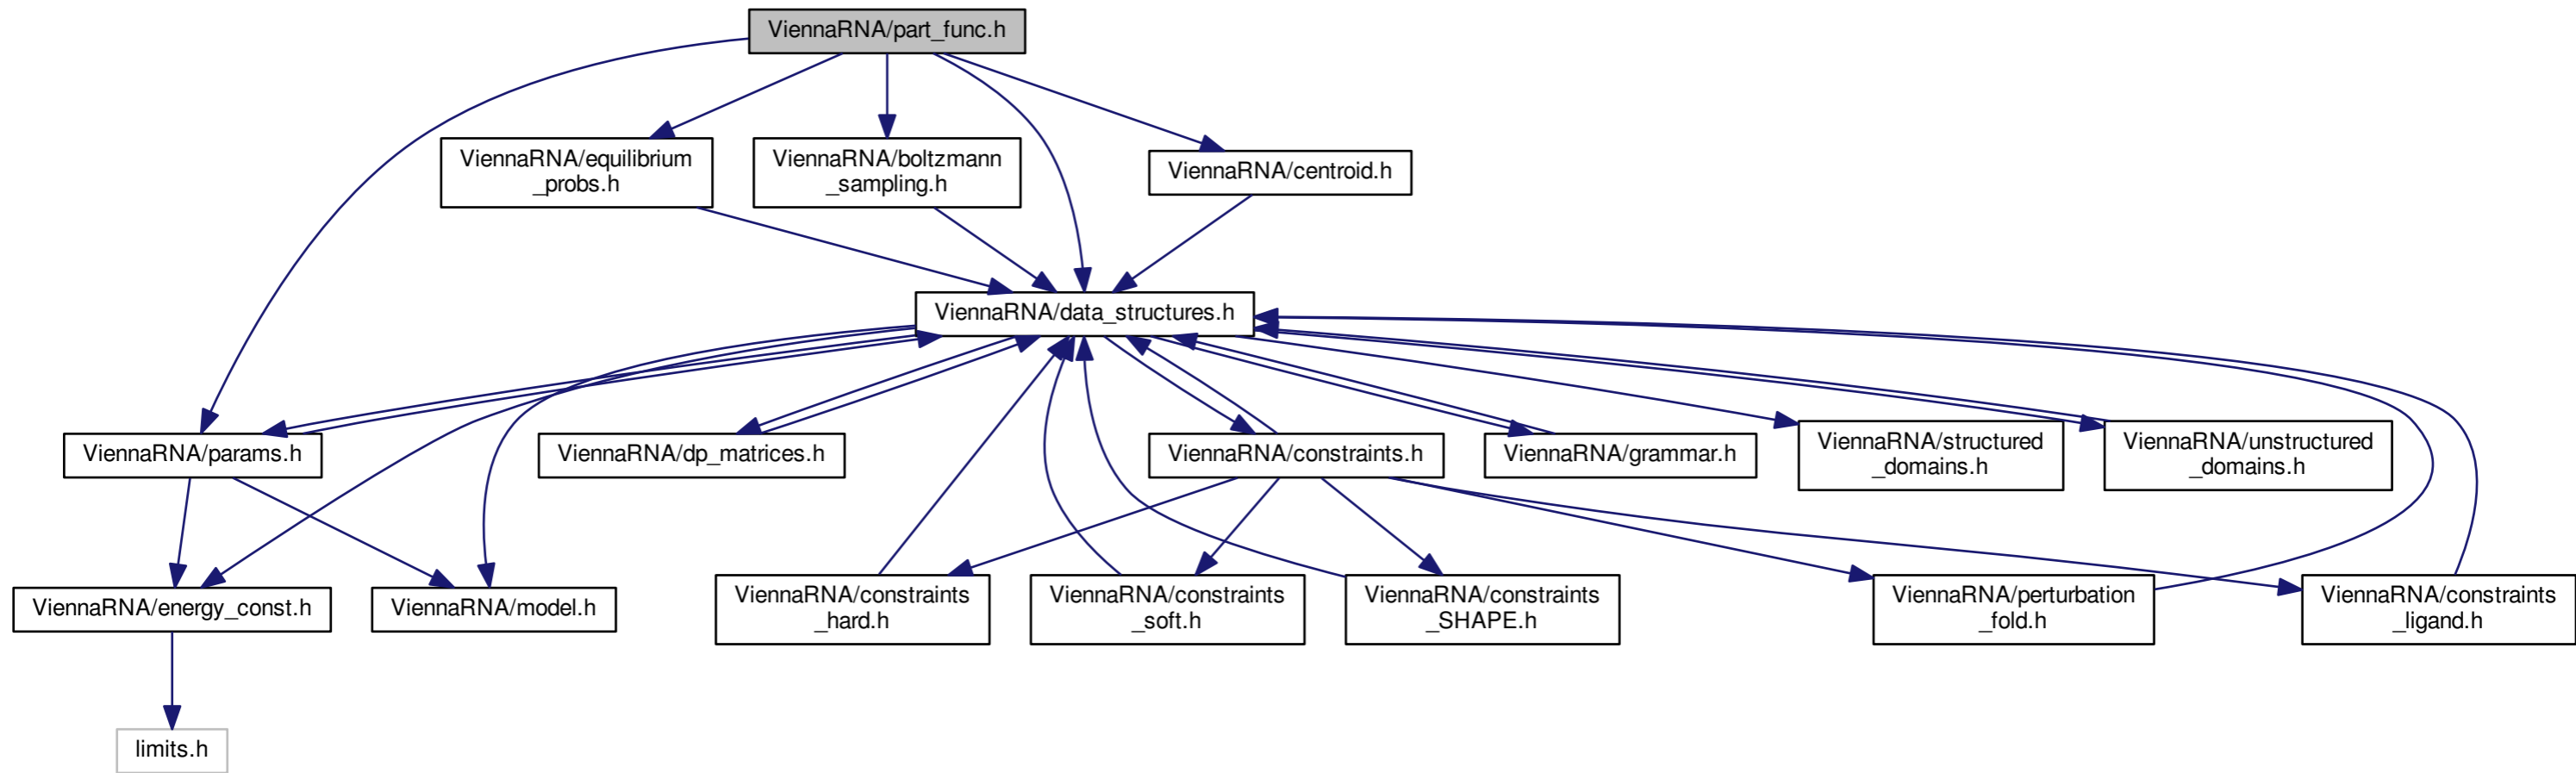 ViennaRNA/part_func.h
ViennaRNA/equilibrium
_probs.h
ViennaRNA/boltzmann
_sampling.h
ViennaRNA/centroid.h
ViennaRNA/data_structures.h
ViennaRNA/params.h
ViennaRNA/dp_matrices.h
ViennaRNA/constraints.h
ViennaRNA/grammar.h
ViennaRNA/structured
_domains.h
ViennaRNA/unstructured
_domains.h
ViennaRNA/energy_const.h
ViennaRNA/model.h
ViennaRNA/constraints
_hard.h
ViennaRNA/constraints
_soft.h
ViennaRNA/constraints
_SHAPE.h
ViennaRNA/perturbation
_fold.h
ViennaRNA/constraints
_ligand.h
limits.h